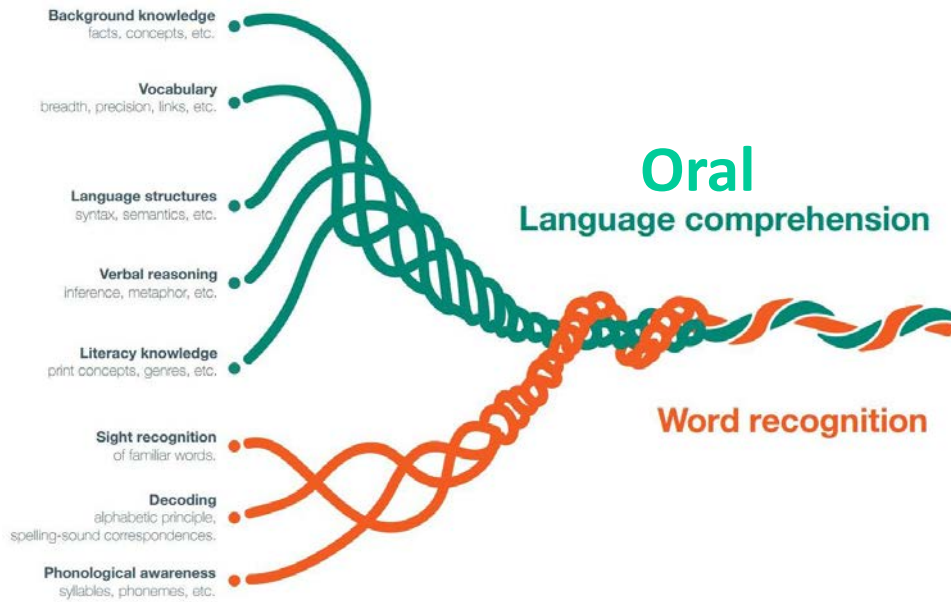 Background knowledge
facts, concepts, etc.
Vocabulary
breadth, precision, links, etc.
Language structures
syntax, semantics, etc.
Verbal reasoning
inference, metaphor, etc.
Literacy knowledge
print concepts, genres, etc.
Sight recognition
of familiar words.
Decoding
alphabetic principle,
spelling-sound correspondences.
Phonological awareness
syllables, phonemes, etc.
Oral
Language comprehension
Word recognition